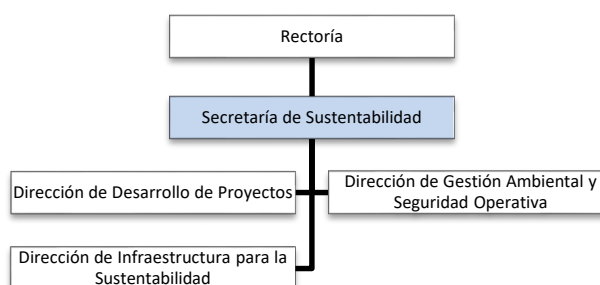 Rectoría
Secretaría de Sustentabilidad
Dirección de Desarrollo de Proyectos
Dirección de Gestión Ambiental y
Seguridad Operativa
Dirección de Infraestructura para la
Sustentabilidad